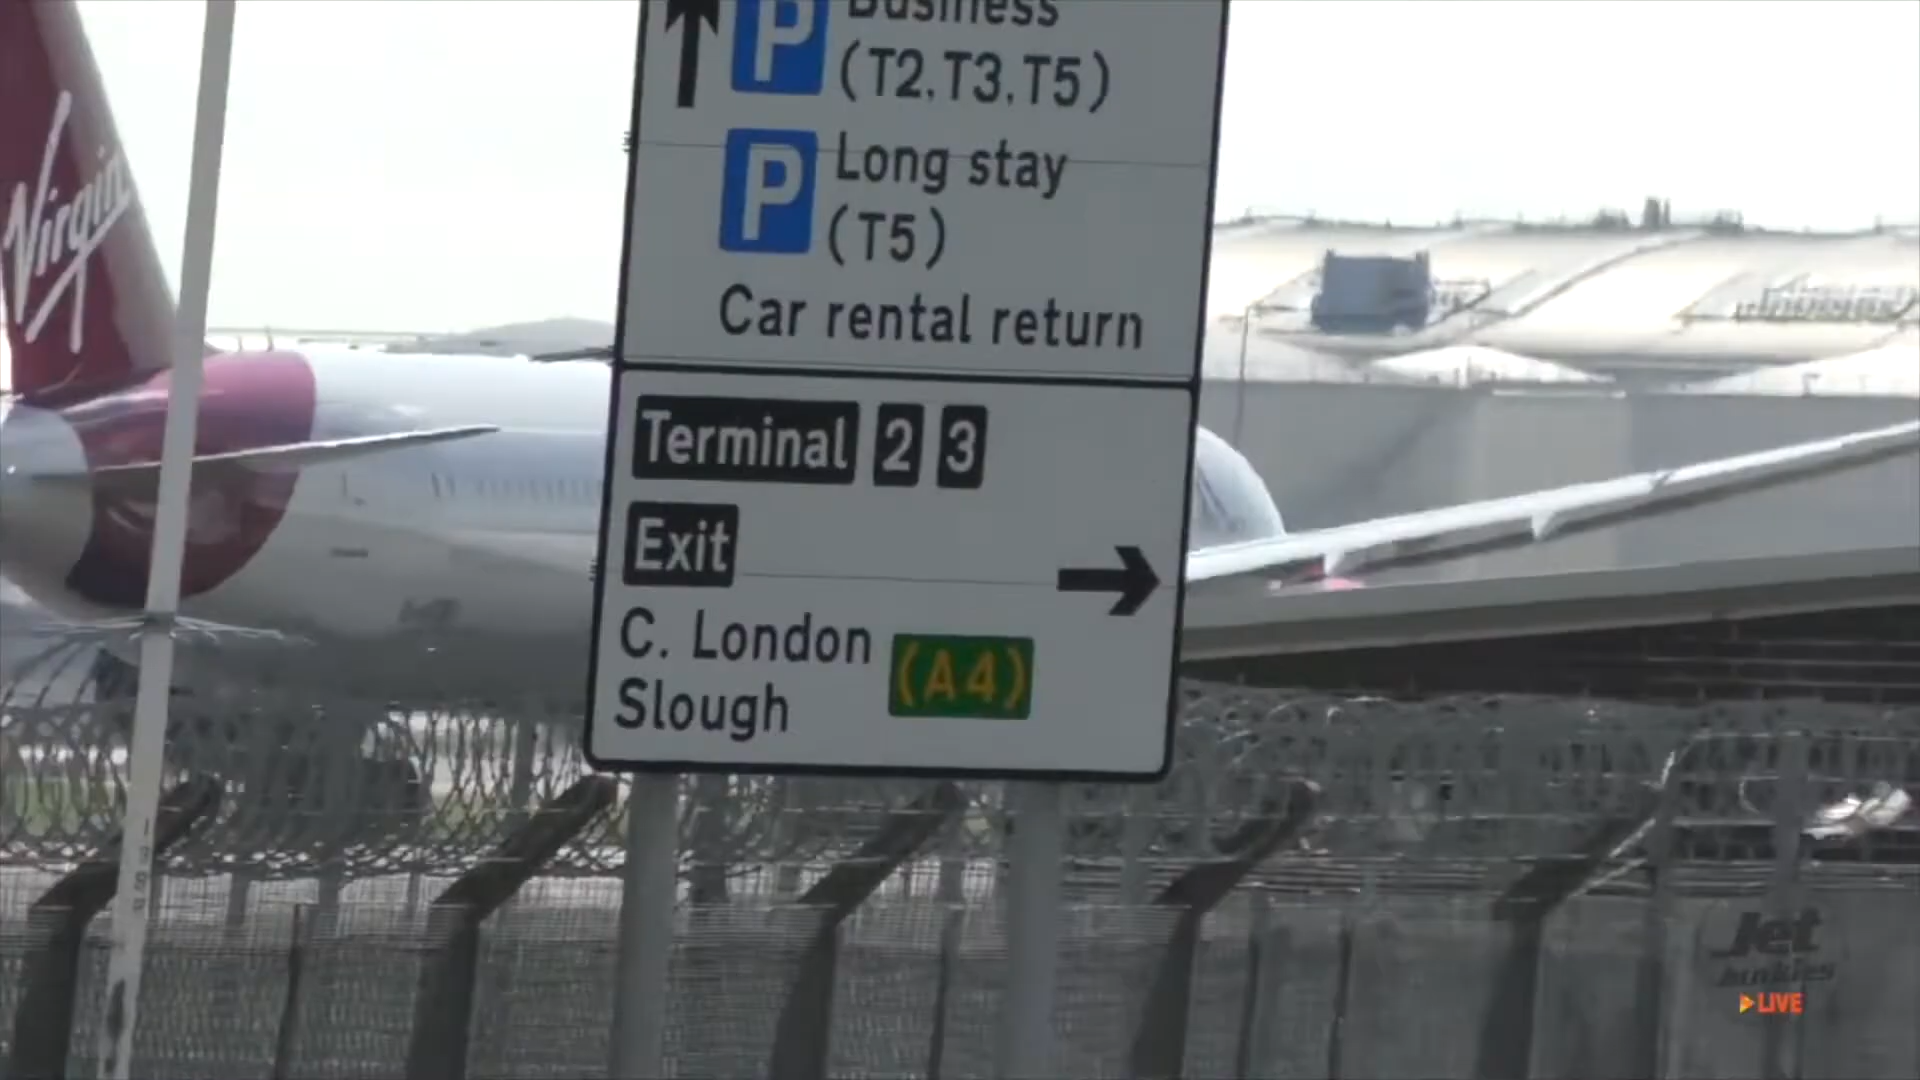 Virgin
P Business
(T2,T3,T5)
P Long stay
(T5)
Car rental return
Terminal 2 3
Exit
C. London
Slough
(A4)
Jet
Junkies
LIVE